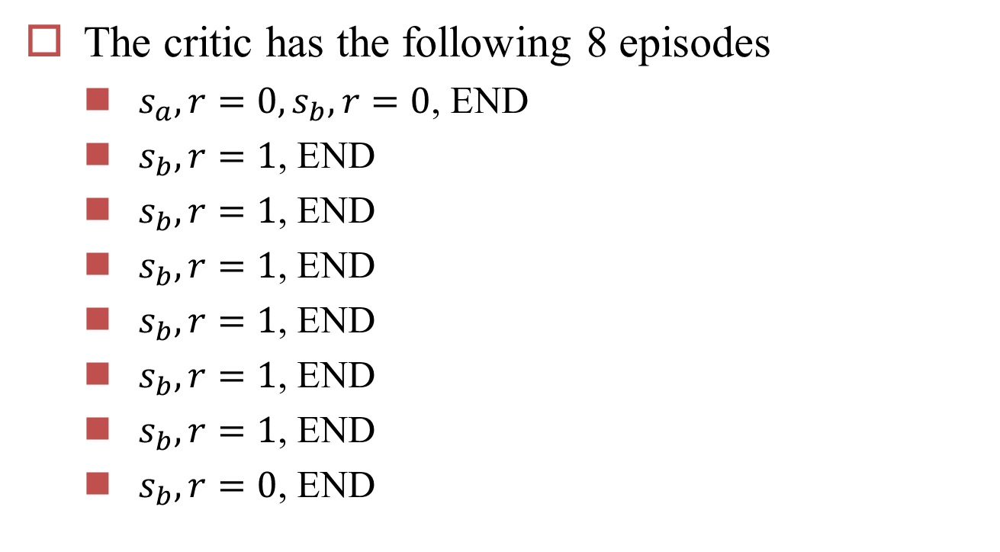 The critic has the following 8 episodes
s_a, r = 0, s_b, r = 0, END
s_b, r = 1, END
s_b, r = 1, END
s_b, r = 1, END
s_b, r = 1, END
s_b, r = 1, END
s_b, r = 1, END
s_b, r = 0, END